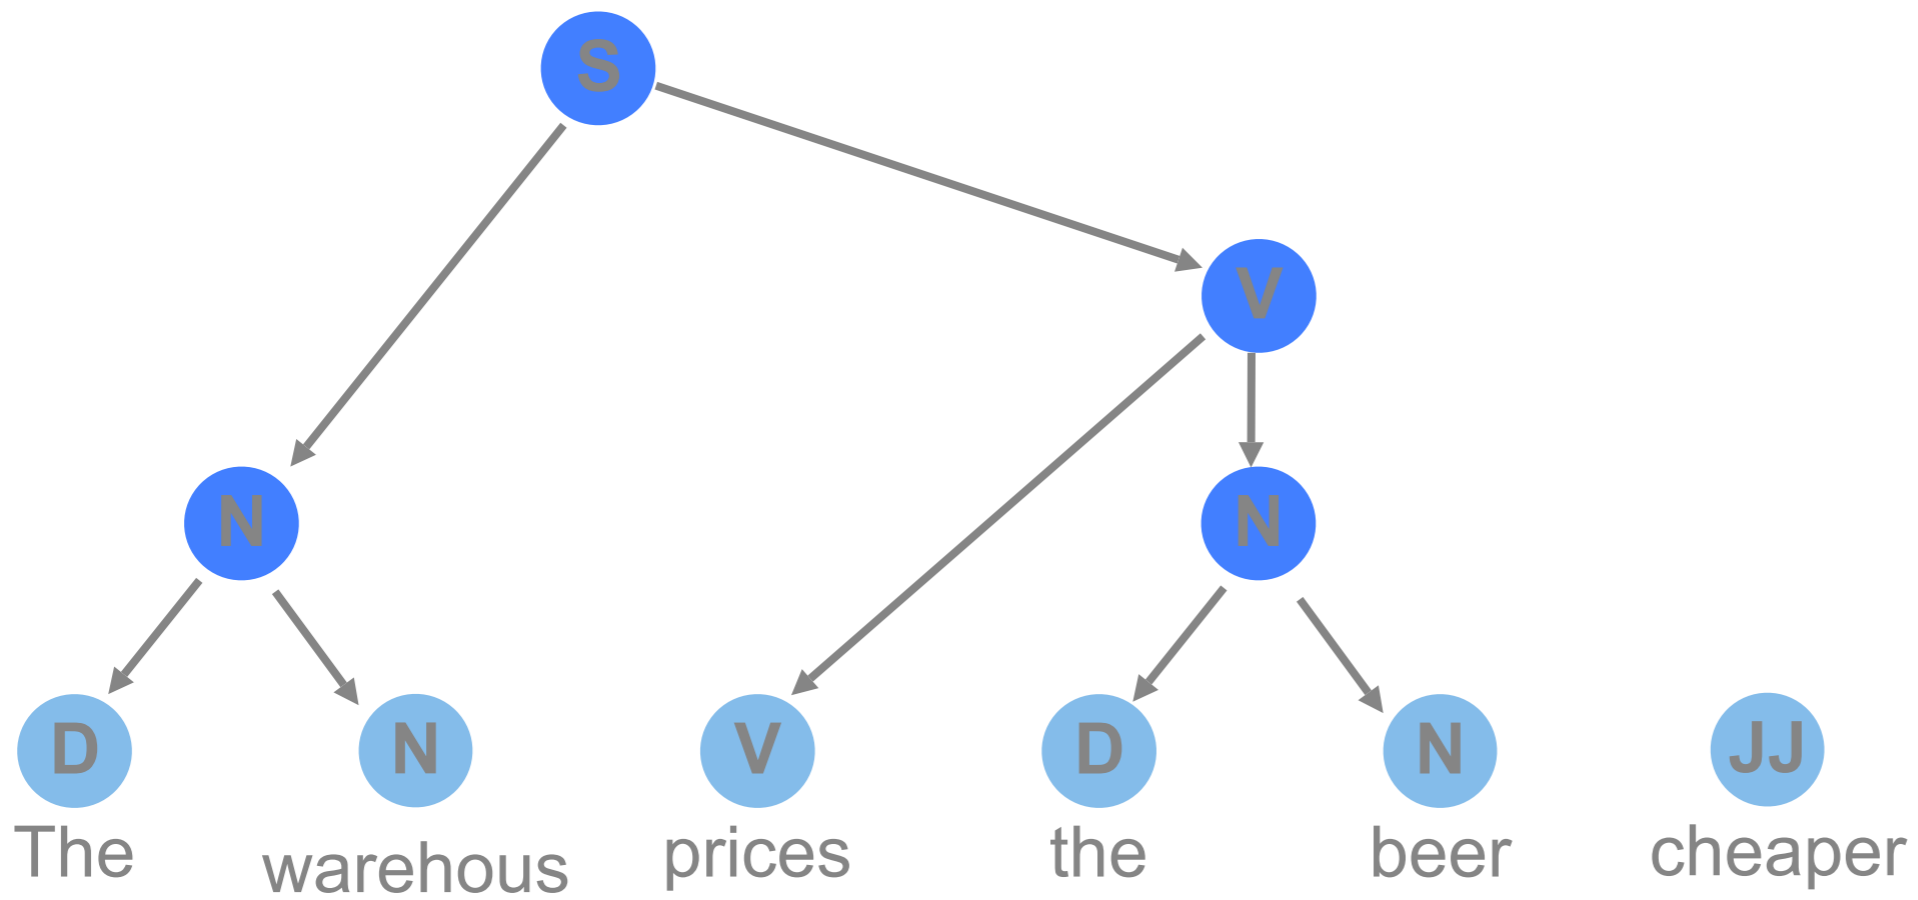 S
V
N N
D N V D N JJ
The warehous prices the beer cheaper